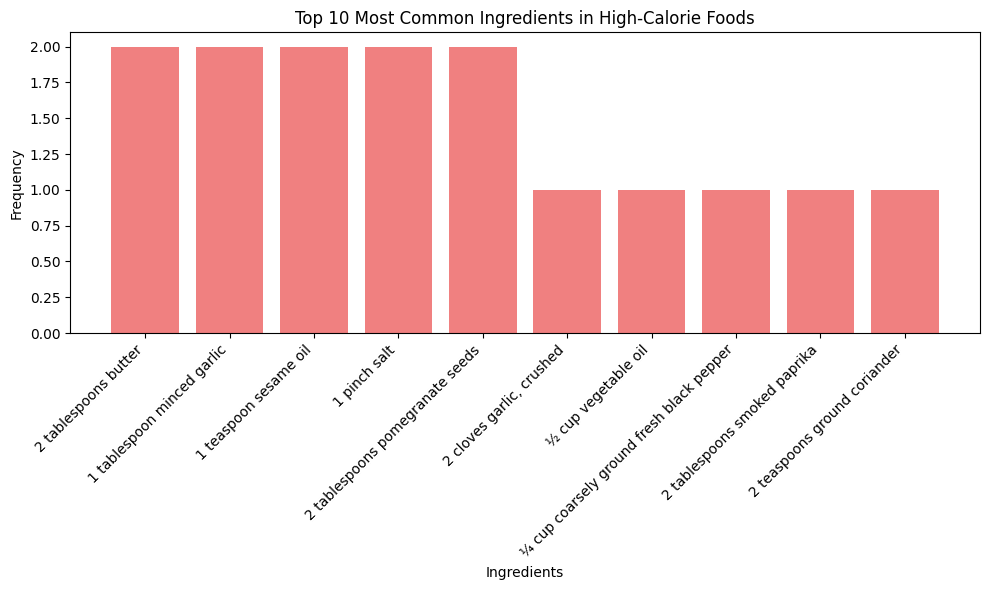 Top 10 Most Common Ingredients in High-Calorie Foods
Frequency
2.00
1.75
1.50
1.25
1.00
0.75
0.50
0.25
0.00
2 tablespoons butter
1 tablespoon minced garlic
1 teaspoon sesame oil
1 pinch salt
2 tablespoons pomegranate seeds
2 cloves garlic, crushed
½ cup vegetable oil
¼ cup coarsely ground fresh black pepper
2 tablespoons smoked paprika
2 teaspoons ground coriander
Ingredients